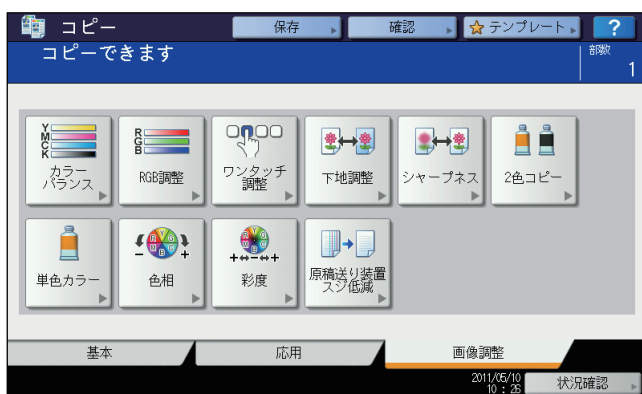 コピー
保存
確認
テンプレート
?
コピーできます
部数
1
Y
M
C
K
カラー
バランス
R
G
B
RGB調整
ワンタッチ
調整
下地調整
シャープネス
2色コピー
単色カラー
色相
彩度
原稿送り装置
スジ低減
基本
応用
画像調整
2011/05/10
10 : 26
状況確認